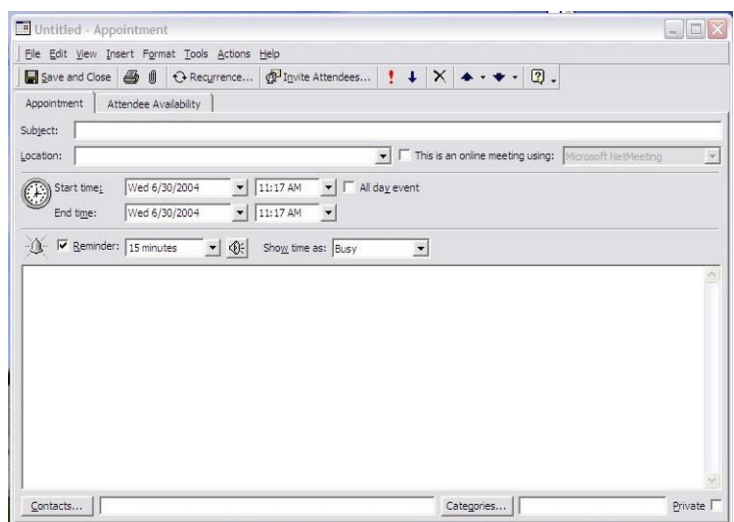 Untitled - Appointment
File Edit View Insert Format Tools Actions Help
Save and Close Recurrence... Invite Attendees...
Appointment Attendee Availability
Subject:
Location: This is an online meeting using: Microsoft NetMeeting
Start time: Wed 6/30/2004 11:17 AM All day event
End time: Wed 6/30/2004 11:17 AM
Reminder: 15 minutes Show time as: Busy
Contacts... Categories... Private